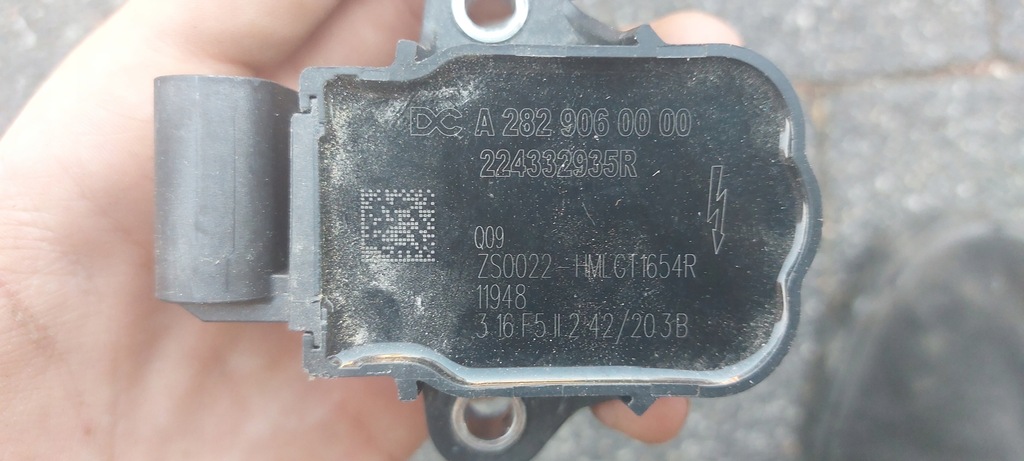 DC A 282 906 00 00
224332935R
Q09
ZS0022-HMLCT1654R
11948
3 16 F5 II 2 42/20 3B